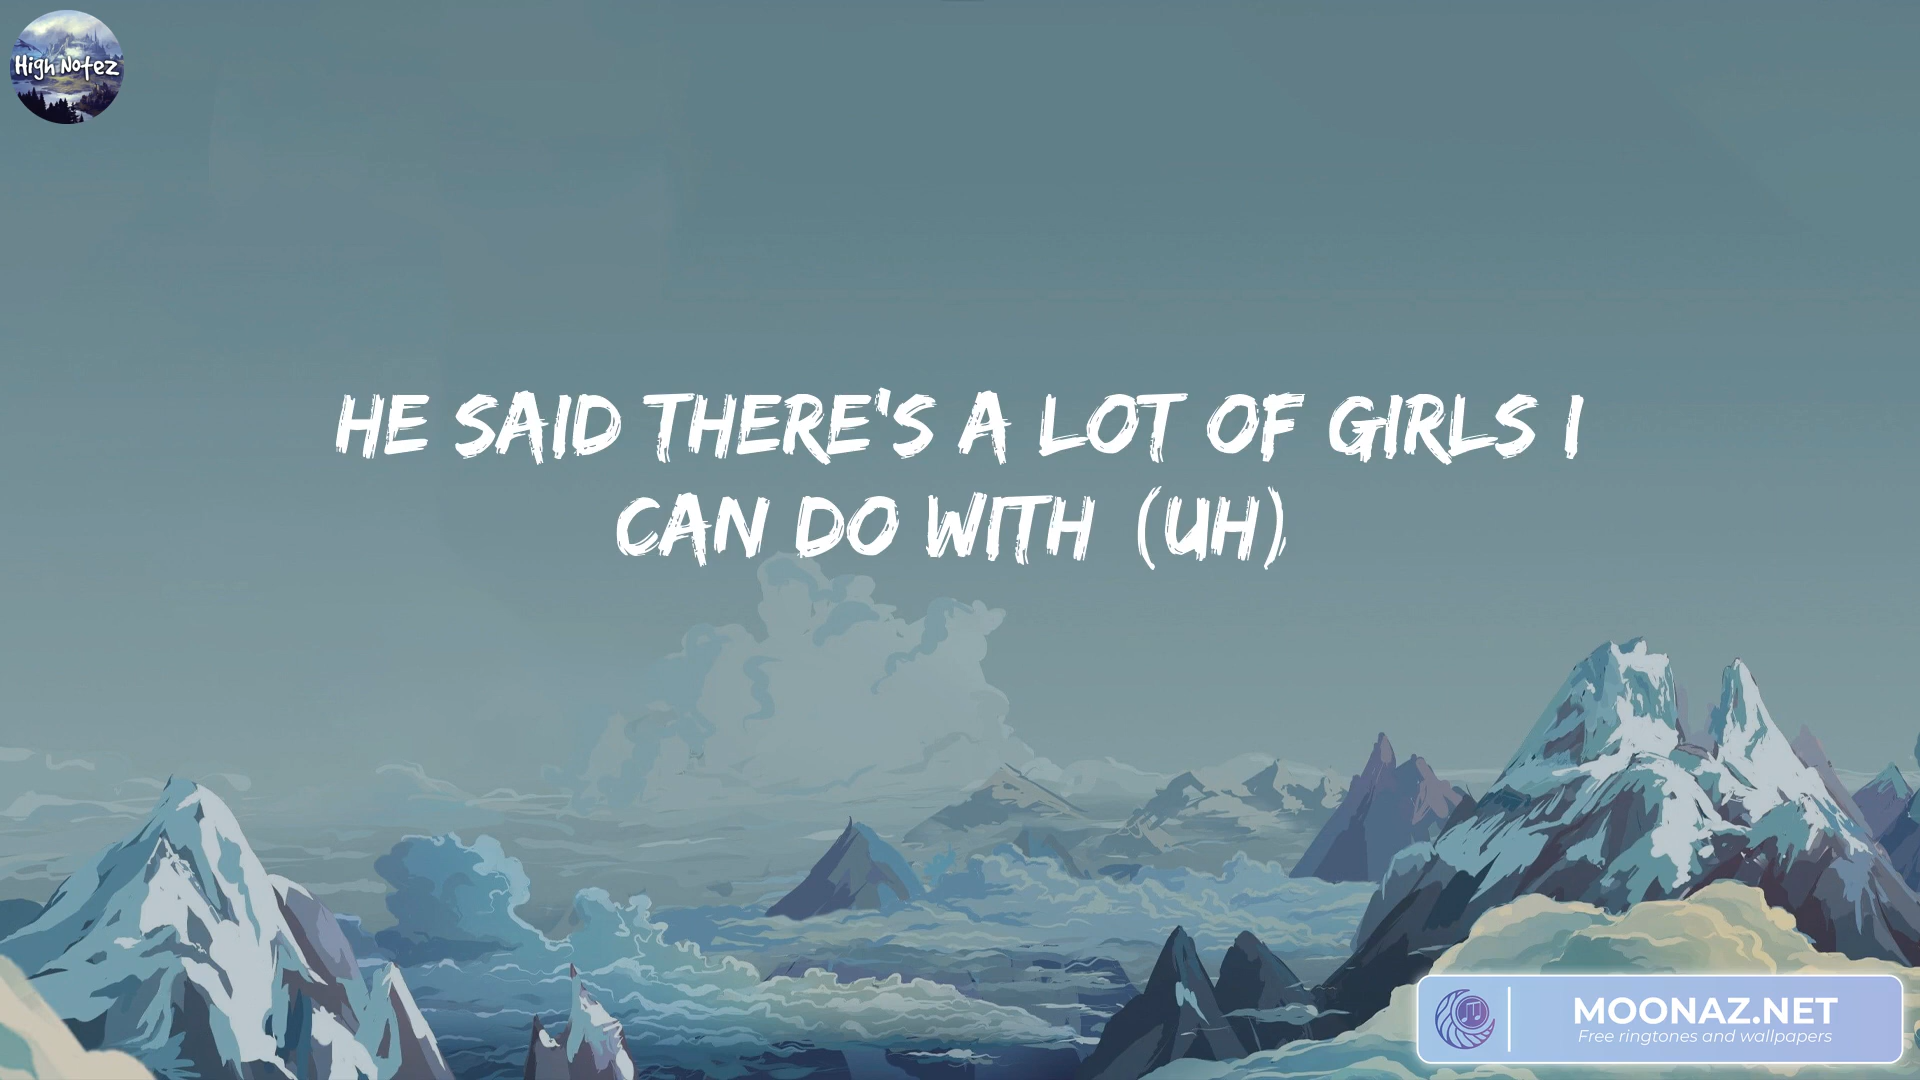 High Notez
HE SAID THERE'S A LOT OF GIRLS I
CAN DO WITH (UH)
MOONAZ.NET
Free ringtones and wallpapers